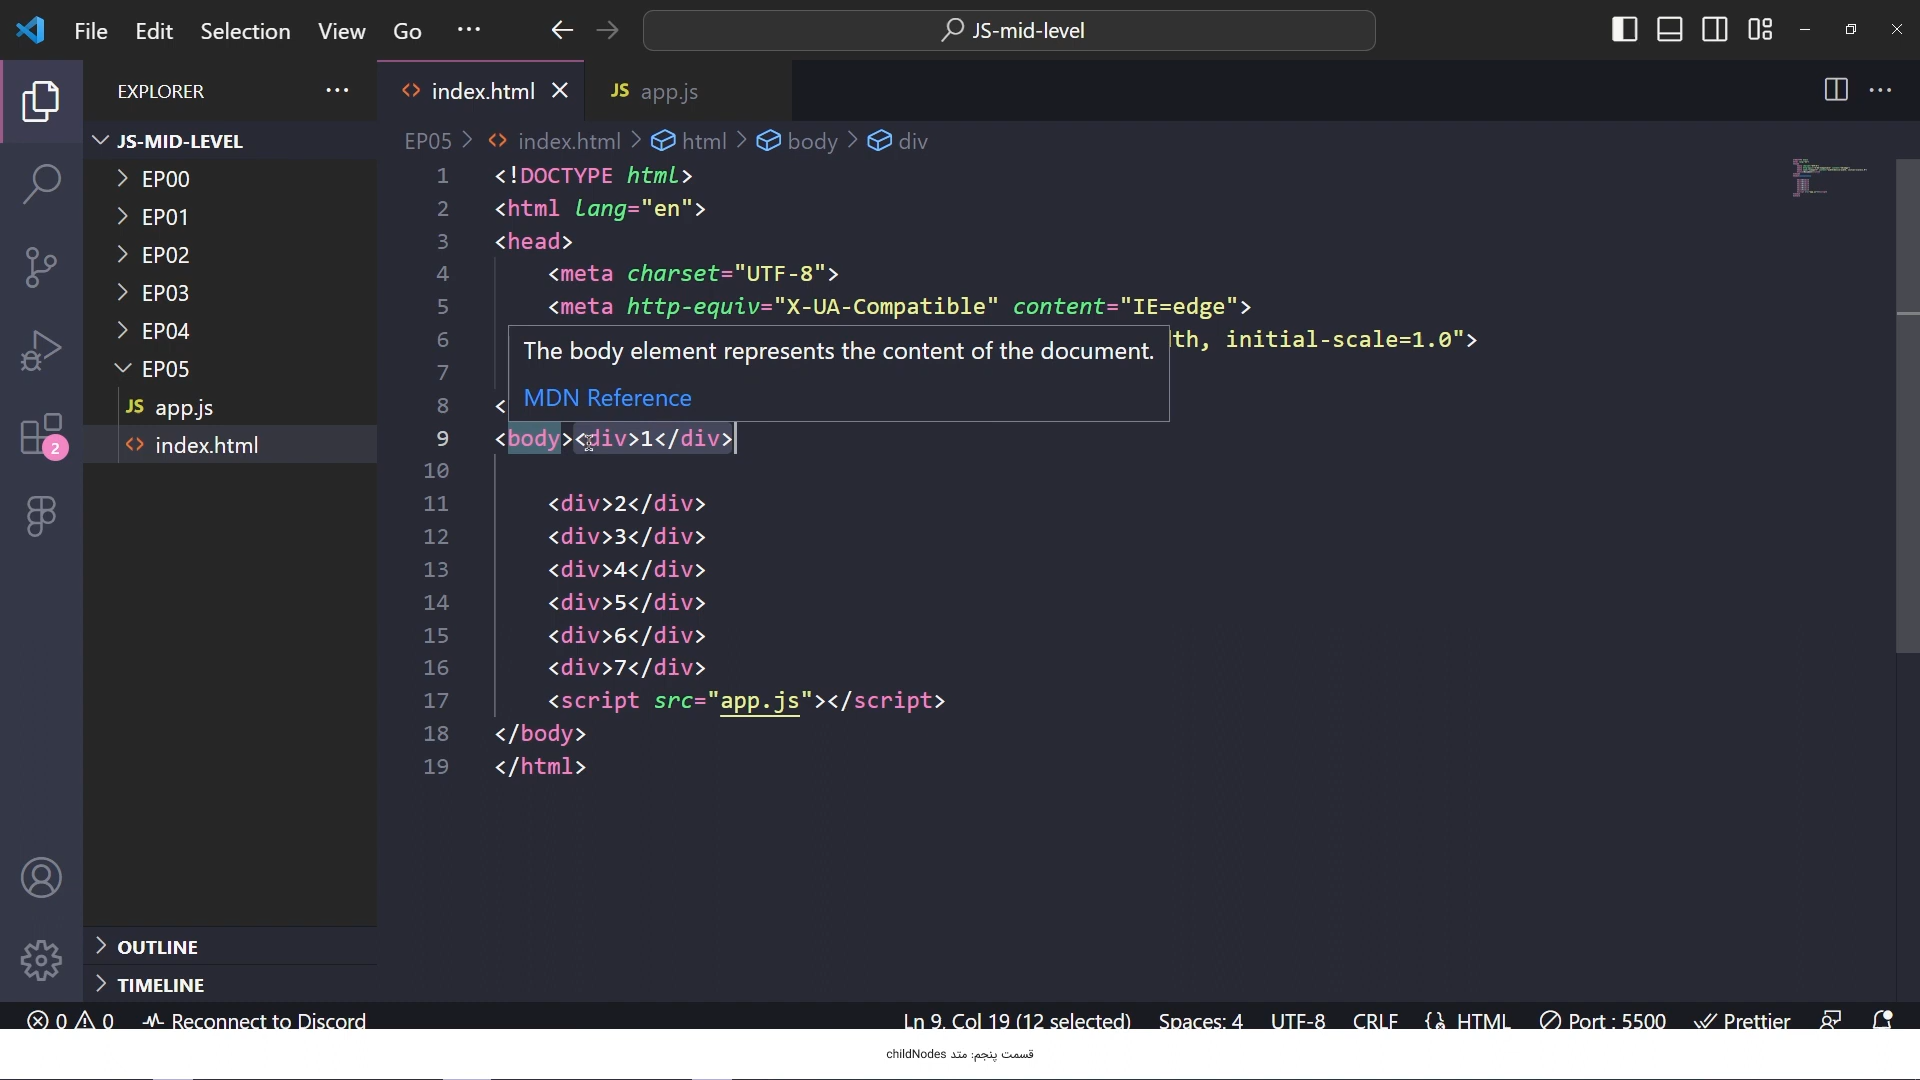 File Edit Selection View Go ··· JS-mid-level
EXPLORER ···
JS-MID-LEVEL
EP00
EP01
EP02
EP03
EP04
EP05
JS app.js
<> index.html
2
OUTLINE
TIMELINE
<> index.html JS app.js
EP05 > <> index.html > html > body > div
1 <!DOCTYPE html>
2 <html lang="en">
3 <head>
4 <meta charset="UTF-8">
5 <meta http-equiv="X-UA-Compatible" content="IE=edge">
6 th, initial-scale=1.0">
7
8 <
The body element represents the content of the document.
MDN Reference
9 <body><div>1</div>
10
11 <div>2</div>
12 <div>3</div>
13 <div>4</div>
14 <div>5</div>
15 <div>6</div>
16 <div>7</div>
17 <script src="app.js"></script>
18 </body>
19 </html>
0 0 Reconnect to Discord Ln 9, Col 19 (12 selected) Spaces: 4 UTF-8 CRLF {} HTML Port : 5500 Prettier
قسمت پنجم: متد childNodes